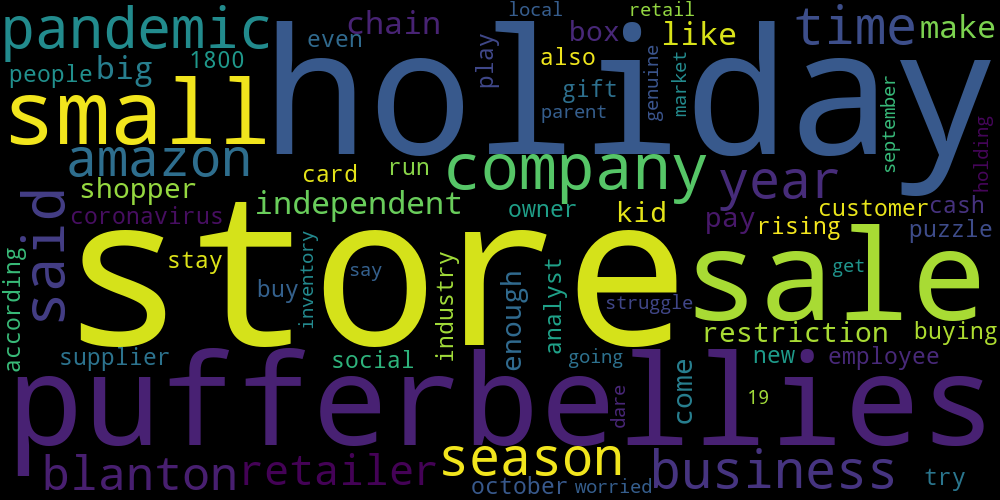 local retail
chain box like time make
pandemic even also
people big 1800 play holiday
small gift genuine market
parent september
amazon run company holding
shopper card year
said coronavirus independent owner kid pay customer cash
rising puzzle
according stay store sale
buy inventory say industry enough analyst get
struggle restriction buying
supplier social going new employee
pufferbellies dare come 19
blanton retailer season business
october worried try